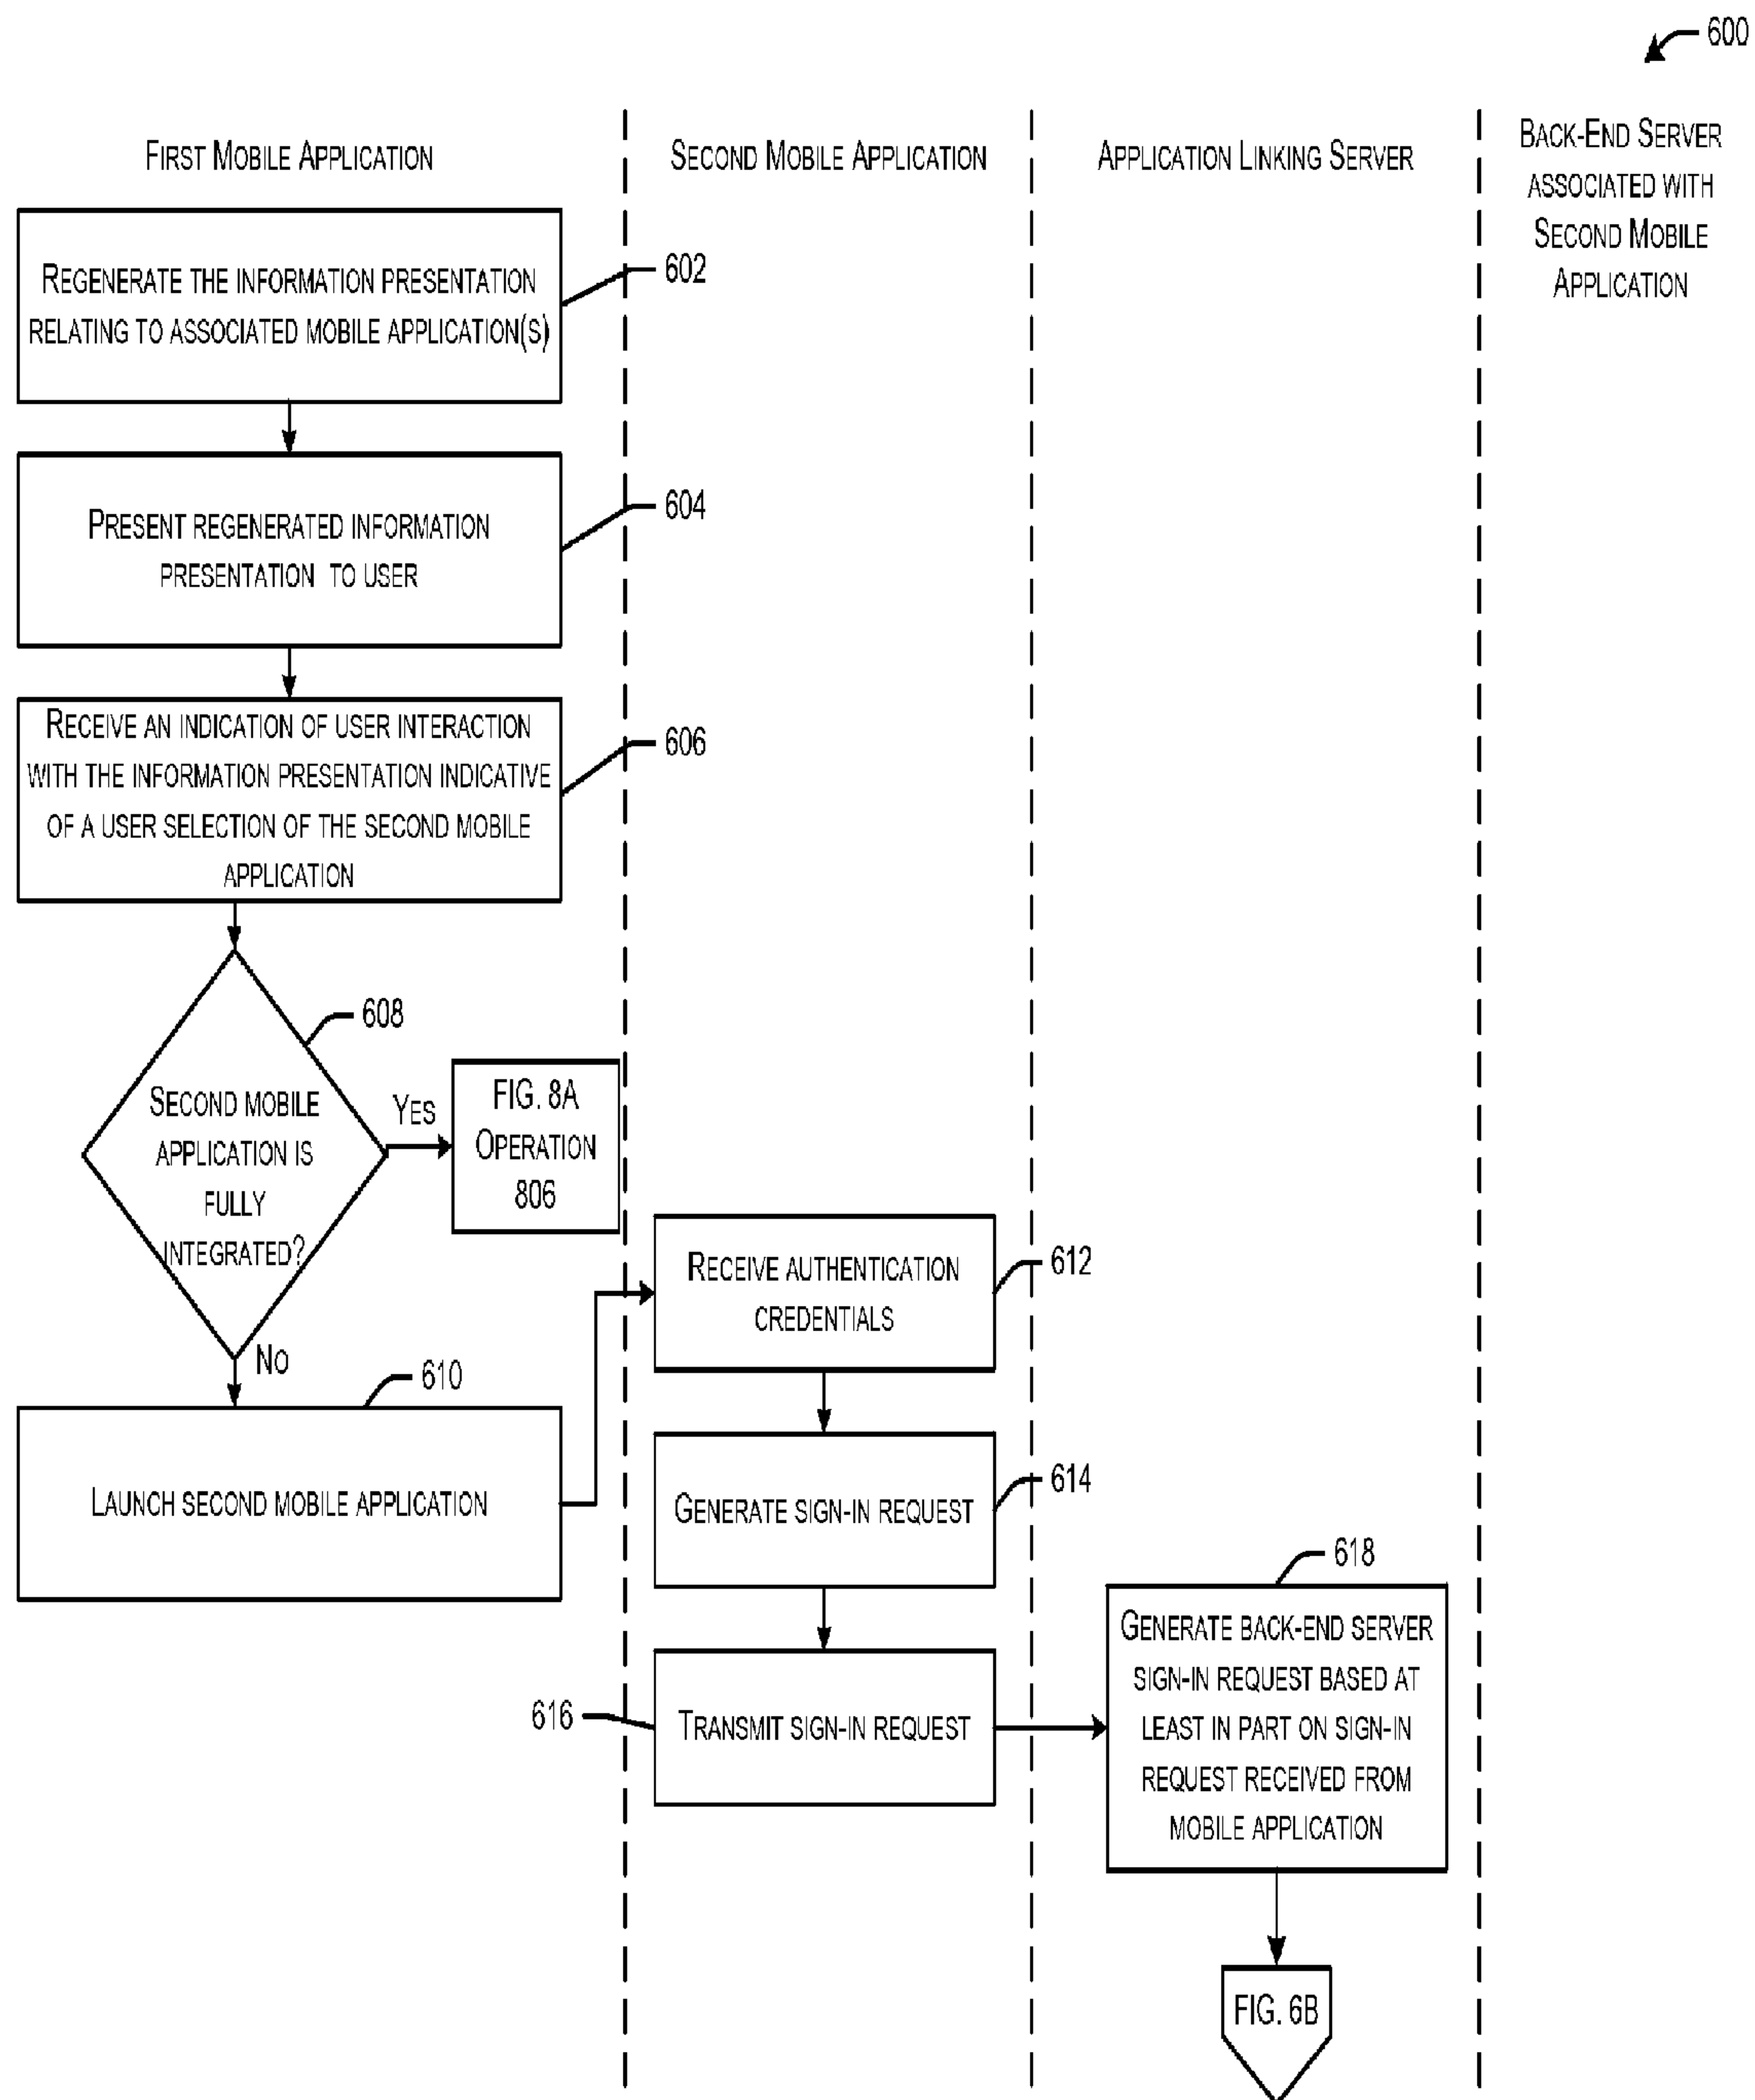 600
First Mobile Application
Second Mobile Application
Application Linking Server
Back-End Server
associated with
Second Mobile
Application
Regenerate the information presentation
relating to associated mobile application(s)
602
Present regenerated information
presentation to user
604
Receive an indication of user interaction
with the information presentation indicative
of a user selection of the second mobile
application
606
608
Second mobile
application is
fully
integrated?
Yes
FIG. 8A
Operation
806
No
610
Launch second mobile application
Receive authentication
credentials
612
Generate sign-in request
614
616
Transmit sign-in request
618
Generate back-end server
sign-in request based at
least in part on sign-in
request received from
mobile application
FIG. 6B